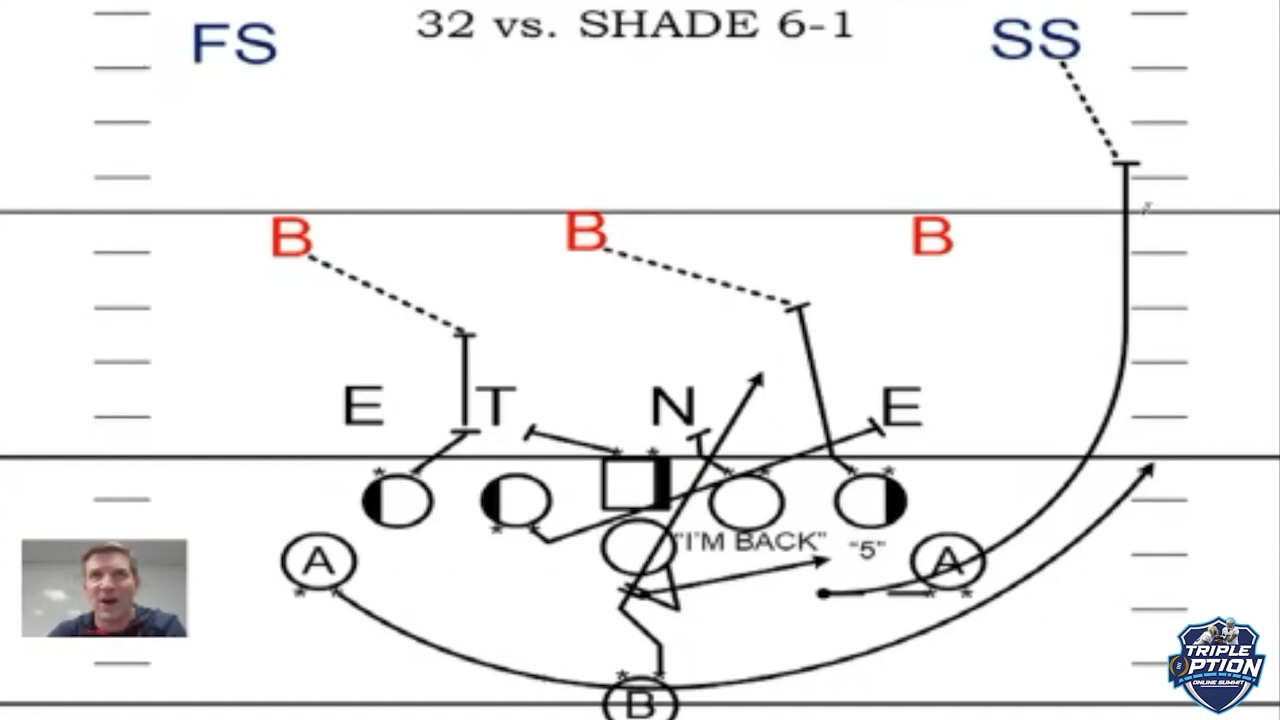 32 vs. SHADE 6-1
FS
SS
B
B
B
E
T
N
E
"I'M BACK"
"5"
A
A
B
TRIPLE
OPTION
ONLINE SUMMIT